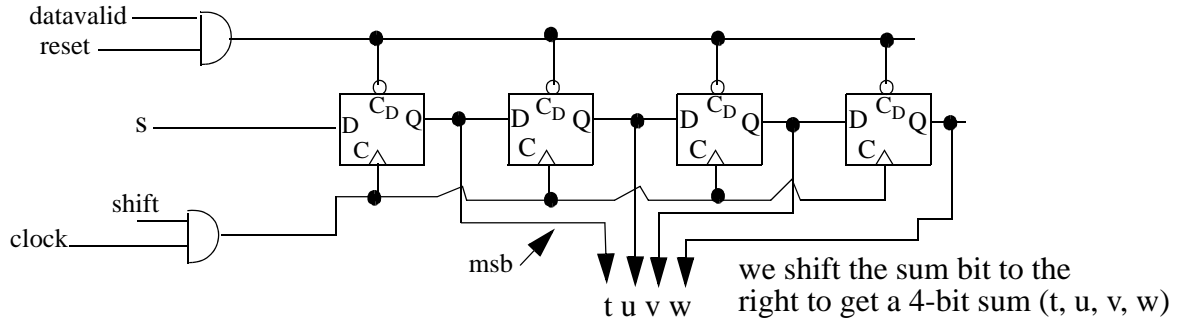 datavalid
reset
C_D C_D C_D C_D
s
D Q D Q D Q D Q
C C C C
shift
clock
msb
we shift the sum bit to the
t u v w
right to get a 4-bit sum (t, u, v, w)